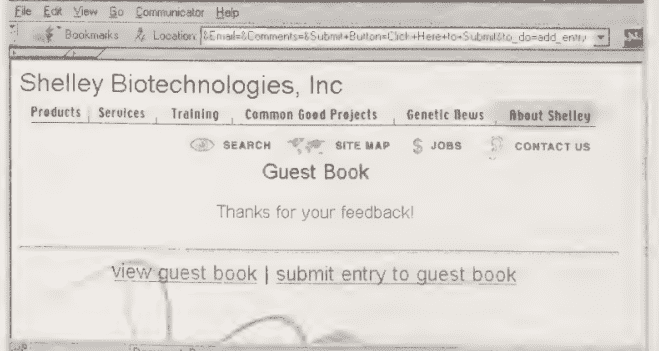 File Edit View Go Communicator Help
Bookmarks Location: &Email=&Comments=&Submit+Button=Click+Here+to+Submit&to_do=add_entry
Shelley Biotechnologies, Inc
Products Services Training Common Good Projects Genetic News About Shelley
SEARCH SITE MAP $ JOBS CONTACT US
Guest Book
Thanks for your feedback!
view guest book | submit entry to guest book